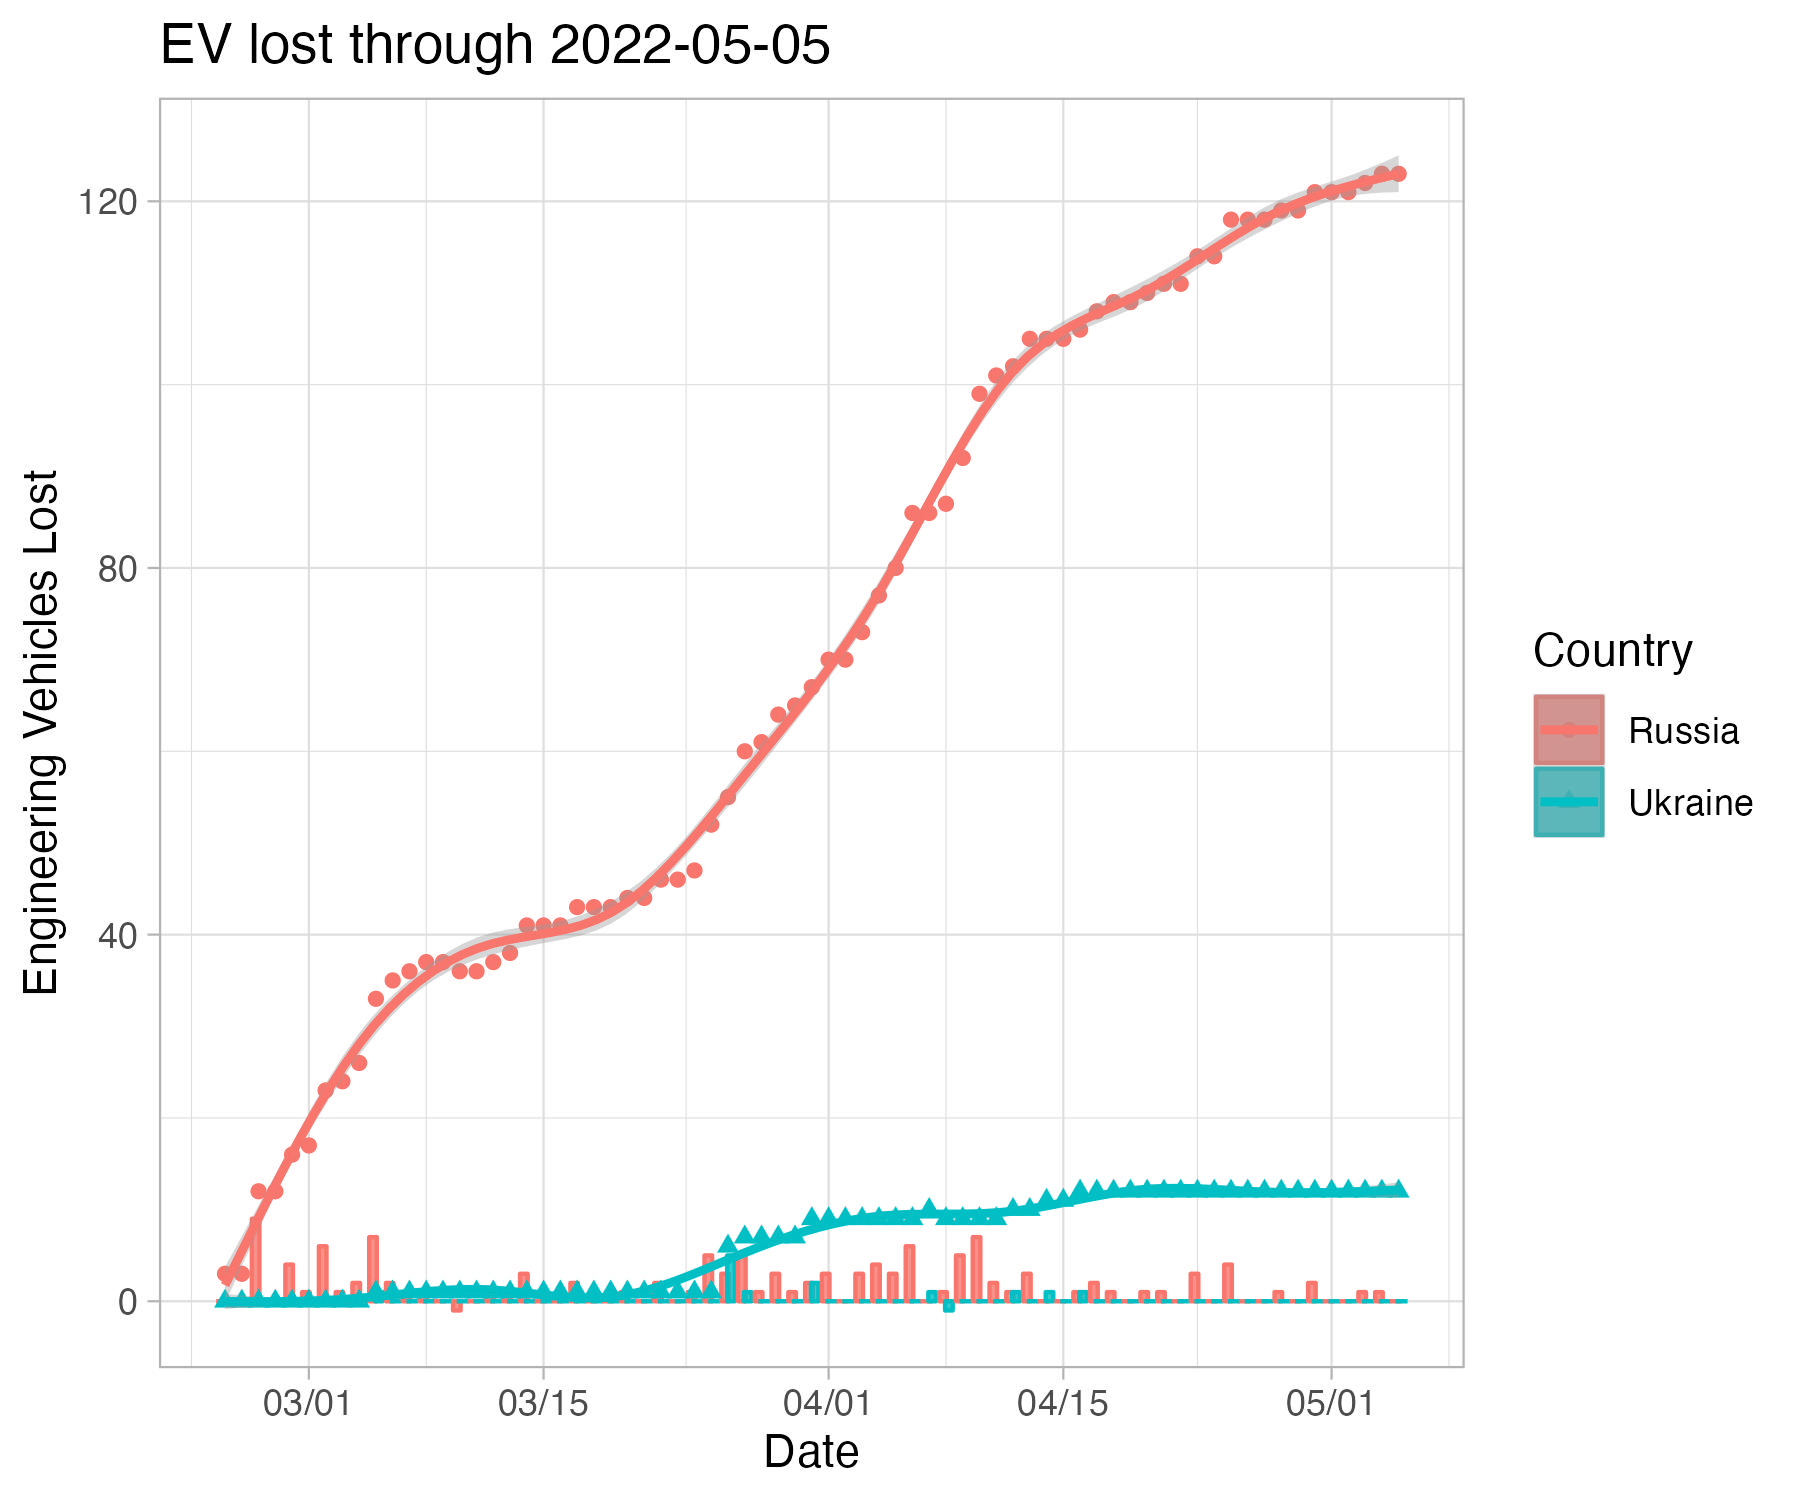 EV lost through 2022-05-05
Engineering Vehicles Lost
120
80
40
0
03/01 03/15 04/01 04/15 05/01
Date
Country
Russia
Ukraine